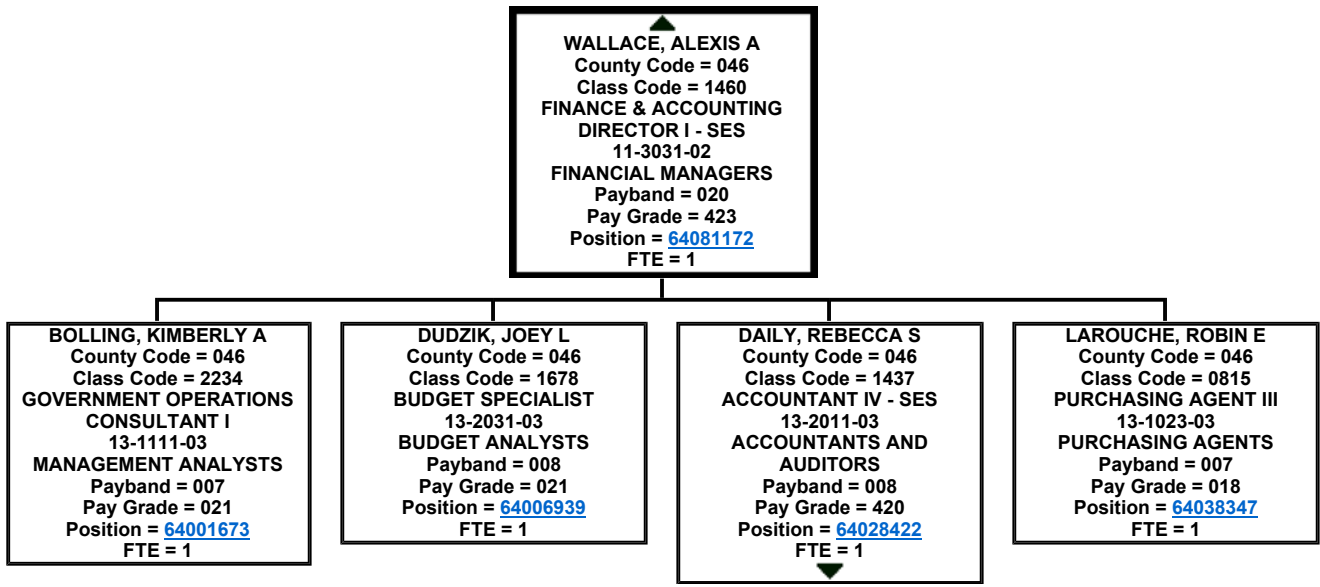 WALLACE, ALEXIS A
County Code = 046
Class Code = 1460
FINANCE & ACCOUNTING
DIRECTOR I - SES
11-3031-02
FINANCIAL MANAGERS
Payband = 020
Pay Grade = 423
Position = 64081172
FTE = 1
BOLLING, KIMBERLY A
County Code = 046
Class Code = 2234
GOVERNMENT OPERATIONS
CONSULTANT I
13-1111-03
MANAGEMENT ANALYSTS
Payband = 007
Pay Grade = 021
Position = 64001673
FTE = 1
DUDZIK, JOEY L
County Code = 046
Class Code = 1678
BUDGET SPECIALIST
13-2031-03
BUDGET ANALYSTS
Payband = 008
Pay Grade = 021
Position = 64006939
FTE = 1
DAILY, REBECCA S
County Code = 046
Class Code = 1437
ACCOUNTANT IV - SES
13-2011-03
ACCOUNTANTS AND
AUDITORS
Payband = 008
Pay Grade = 420
Position = 64028422
FTE = 1
LAROUCHE, ROBIN E
County Code = 046
Class Code = 0815
PURCHASING AGENT III
13-1023-03
PURCHASING AGENTS
Payband = 007
Pay Grade = 018
Position = 64038347
FTE = 1